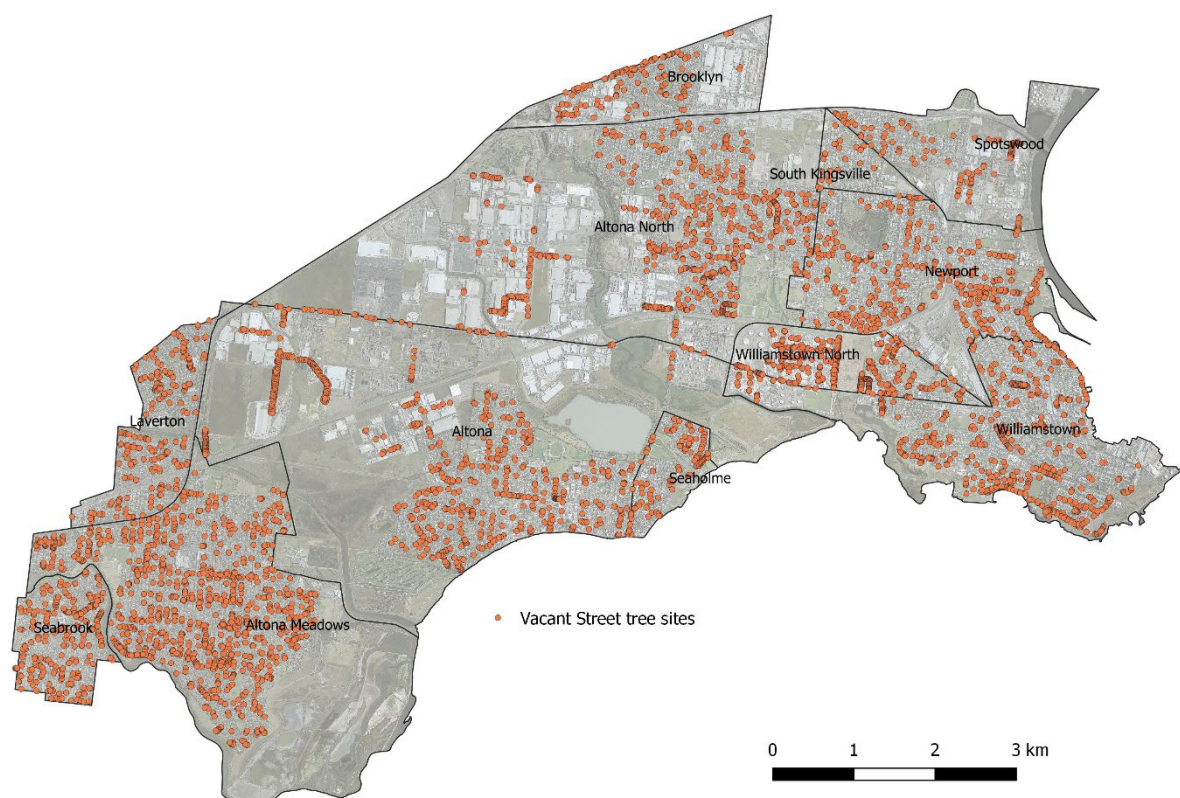 Brooklyn
Spotswood
South Kingsville
Altona North
Newport
Williamstown North
Laverton
Altona
Williamstown
Seaholme
Vacant Street tree sites
Seabrook
Altona Meadows
0 1 2 3 km